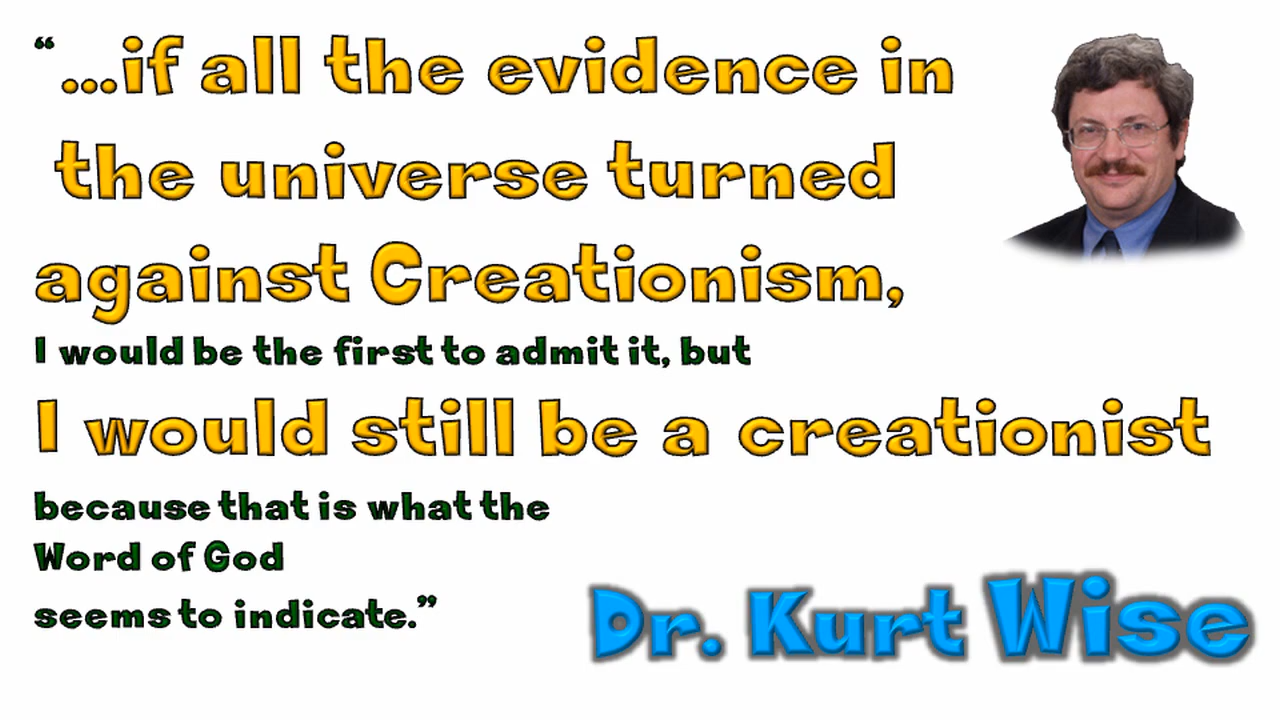 “...if all the evidence in
the universe turned
against Creationism,
I would be the first to admit it, but
I would still be a creationist
because that is what the
Word of God
seems to indicate.”
Dr. Kurt Wise